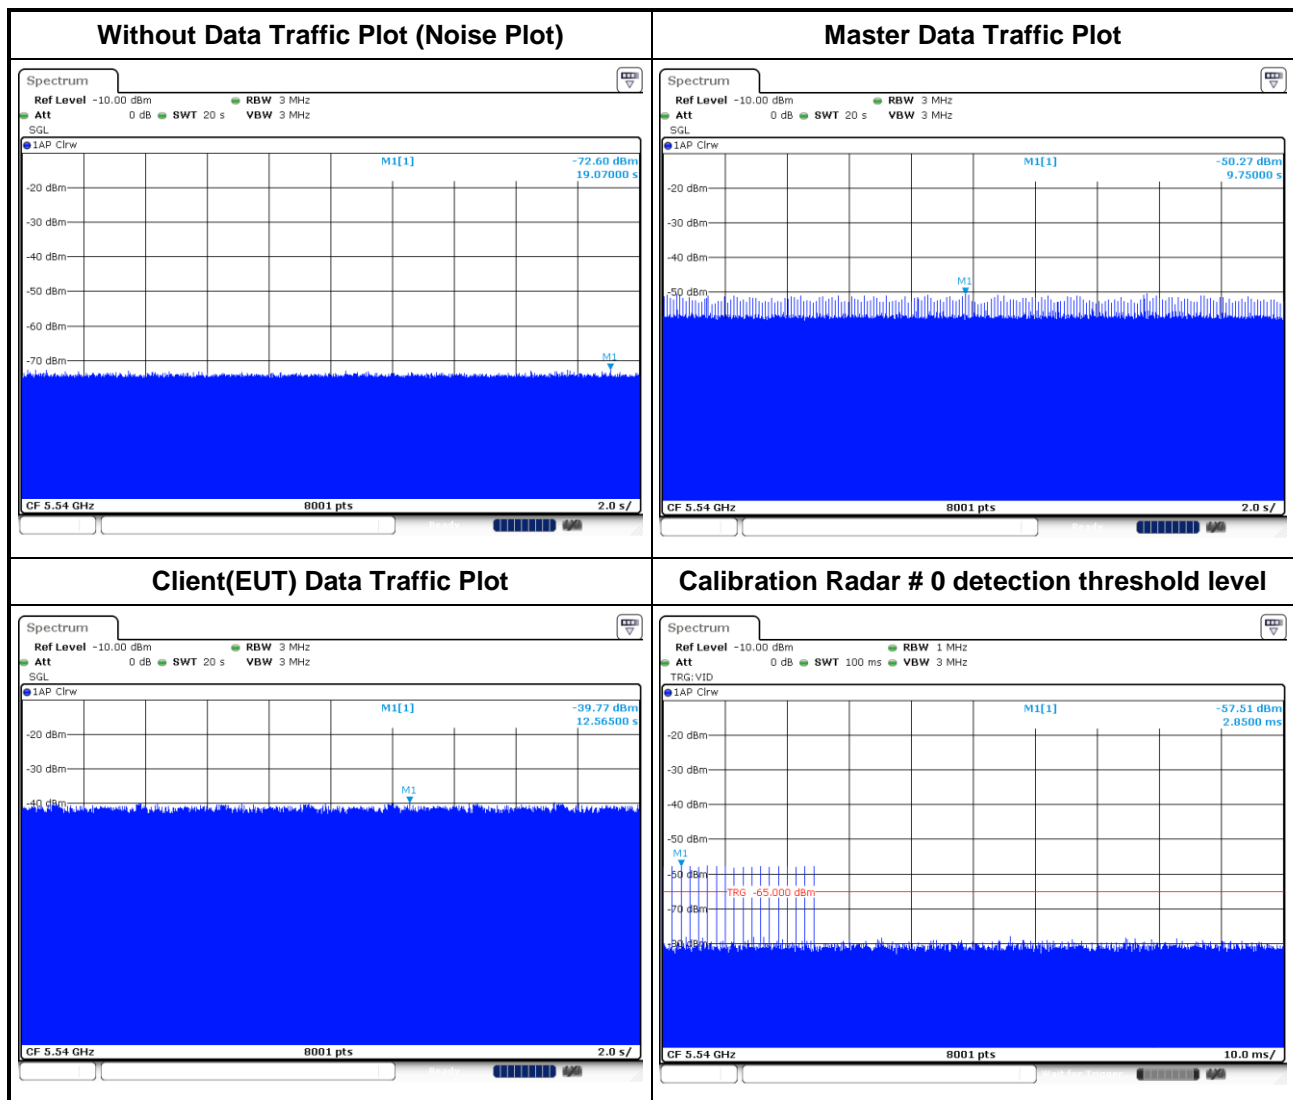 Without Data Traffic Plot (Noise Plot)
Spectrum
Ref Level -10.00 dBm RBW 3 MHz
Att 0 dB SWT 20 s VBW 3 MHz
SGL
1AP Clrw
M1[1] -72.60 dBm
19.07000 s
-20 dBm
-30 dBm
-40 dBm
-50 dBm
-60 dBm
-70 dBm
M1
CF 5.54 GHz 8001 pts 2.0 s/
Master Data Traffic Plot
Spectrum
Ref Level -10.00 dBm RBW 3 MHz
Att 0 dB SWT 20 s VBW 3 MHz
SGL
1AP Clrw
M1[1] -50.27 dBm
9.75000 s
-20 dBm
-30 dBm
-40 dBm
M1
-50 dBm
CF 5.54 GHz 8001 pts 2.0 s/
Client(EUT) Data Traffic Plot
Spectrum
Ref Level -10.00 dBm RBW 3 MHz
Att 0 dB SWT 20 s VBW 3 MHz
SGL
1AP Clrw
M1[1] -39.77 dBm
12.56500 s
-20 dBm
-30 dBm
M1
-40 dBm
CF 5.54 GHz 8001 pts 2.0 s/
Calibration Radar # 0 detection threshold level
Spectrum
Ref Level -10.00 dBm RBW 1 MHz
Att 0 dB SWT 100 ms VBW 3 MHz
TRG:VID
1AP Clrw
M1[1] -57.51 dBm
2.8500 ms
-20 dBm
-30 dBm
-40 dBm
-50 dBm
M1
-60 dBm
TRG -65.000 dBm
-70 dBm
-80 dBm
CF 5.54 GHz 8001 pts 10.0 ms/